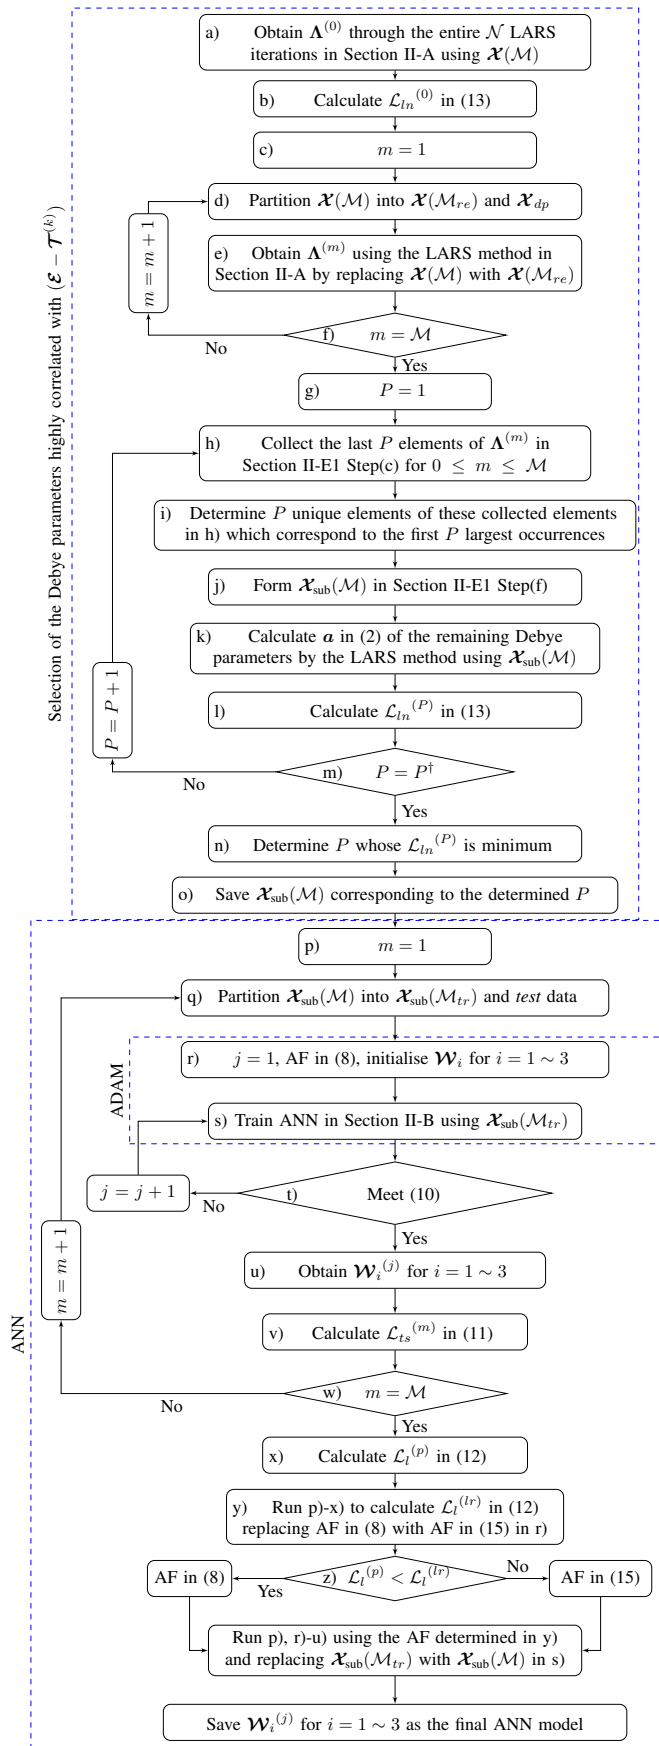 a) Obtain Λ^(0) through the entire 𝒩 LARS
iterations in Section II-A using 𝓧(ℳ)
b) Calculate ℒ_ln^(0) in (13)
c) m = 1
d) Partition 𝓧(ℳ) into 𝓧(ℳ_re) and 𝓧_dp
m = m + 1
e) Obtain Λ^(m) using the LARS method in
Section II-A by replacing 𝓧(ℳ) with 𝓧(ℳ_re)
f) m = ℳ
No
Yes
g) P = 1
Selection of the Debye parameters highly correlated with (𝓔 − 𝓣^(k))
h) Collect the last P elements of Λ^(m) in
Section II-E1 Step(c) for 0 ≤ m ≤ ℳ
i) Determine P unique elements of these collected elements
in h) which correspond to the first P largest occurrences
j) Form 𝓧_sub(ℳ) in Section II-E1 Step(f)
k) Calculate a in (2) of the remaining Debye
parameters by the LARS method using 𝓧_sub(ℳ)
P = P + 1
l) Calculate ℒ_ln^(P) in (13)
m) P = P^†
No
Yes
n) Determine P whose ℒ_ln^(P) is minimum
o) Save 𝓧_sub(ℳ) corresponding to the determined P
p) m = 1
q) Partition 𝓧_sub(ℳ) into 𝓧_sub(ℳ_tr) and test data
r) j = 1, AF in (8), initialise 𝓦_i for i = 1 ∼ 3
ADAM
s) Train ANN in Section II-B using 𝓧_sub(ℳ_tr)
j = j + 1
No
t) Meet (10)
Yes
m = m + 1
u) Obtain 𝓦_i^(j) for i = 1 ∼ 3
v) Calculate ℒ_ts^(m) in (11)
ANN
w) m = ℳ
No
Yes
x) Calculate ℒ_l^(p) in (12)
y) Run p)-x) to calculate ℒ_l^(lr) in (12)
replacing AF in (8) with AF in (15) in r)
AF in (8)
Yes
z) ℒ_l^(p) < ℒ_l^(lr)
No
AF in (15)
Run p), r)-u) using the AF determined in y)
and replacing 𝓧_sub(ℳ_tr) with 𝓧_sub(ℳ) in s)
Save 𝓦_i^(j) for i = 1 ∼ 3 as the final ANN model